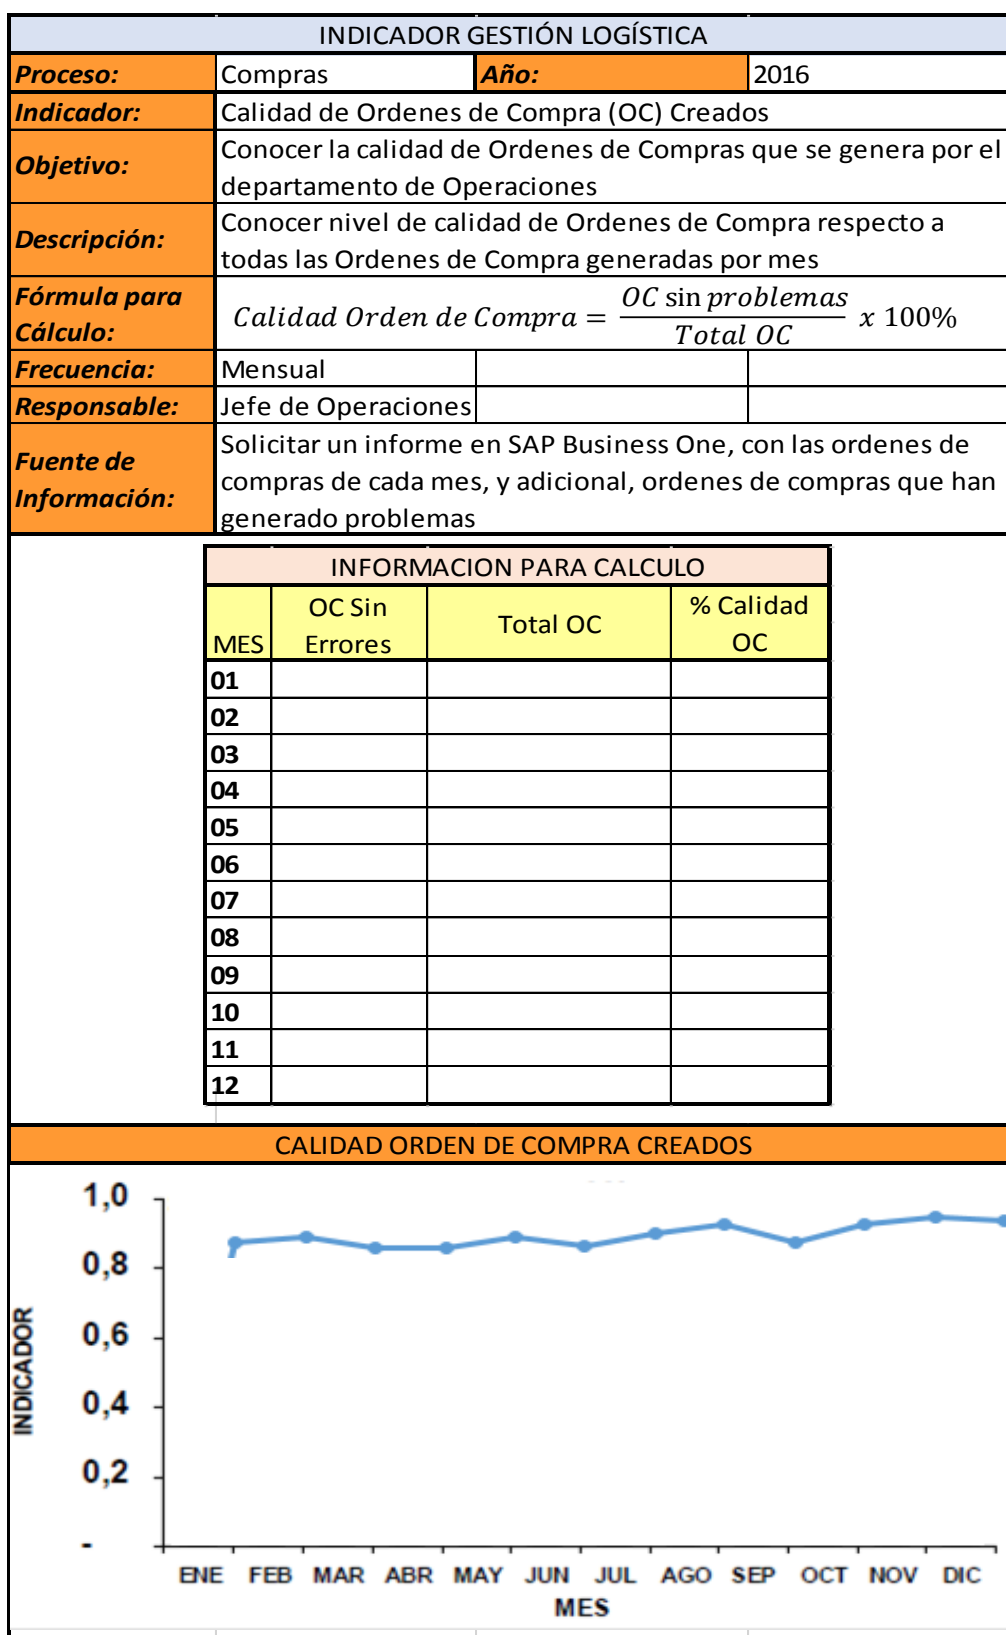 INDICADOR GESTIÓN LOGÍSTICA
Proceso: Compras Año: 2016
Indicador: Calidad de Ordenes de Compra (OC) Creados
Objetivo: Conocer la calidad de Ordenes de Compras que se genera por el
departamento de Operaciones
Descripción: Conocer nivel de calidad de Ordenes de Compra respecto a
todas las Ordenes de Compra generadas por mes
Fórmula para
Cálculo:
Calidad Orden de Compra = OC sin problemas / Total OC x 100%
Frecuencia: Mensual
Responsable: Jefe de Operaciones
Fuente de
Información:
Solicitar un informe en SAP Business One, con las ordenes de
compras de cada mes, y adicional, ordenes de compras que han
generado problemas
INFORMACION PARA CALCULO
MES OC Sin Errores Total OC % Calidad OC
01
02
03
04
05
06
07
08
09
10
11
12
CALIDAD ORDEN DE COMPRA CREADOS
1,0
0,8
0,6
0,4
0,2
-
INDICADOR
ENE FEB MAR ABR MAY JUN JUL AGO SEP OCT NOV DIC
MES